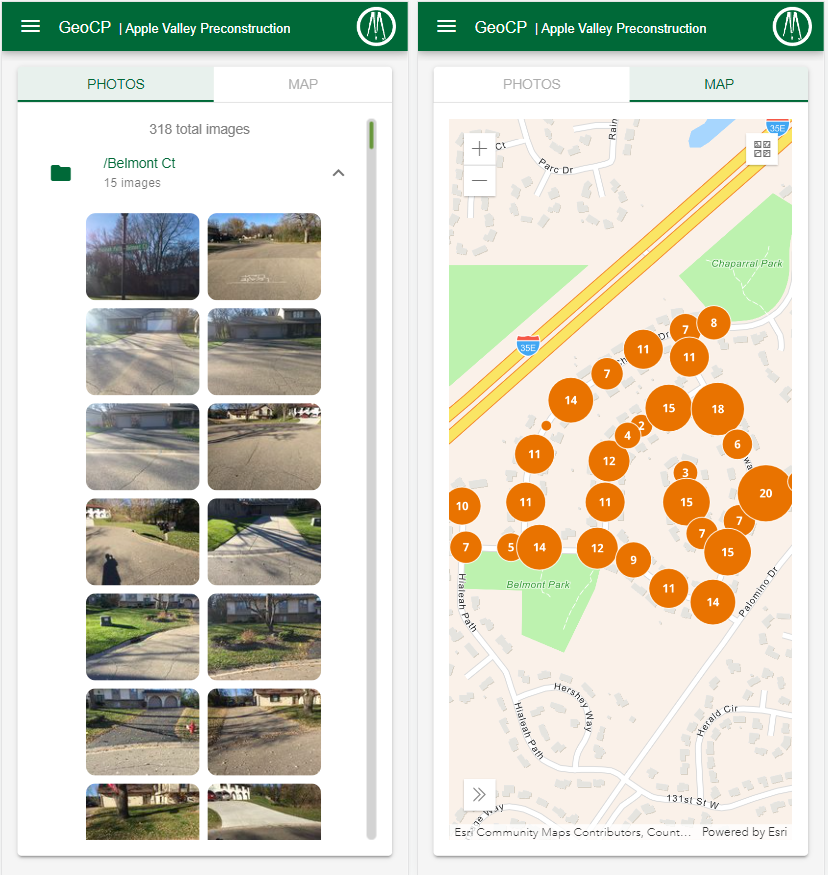 GeoCP | Apple Valley Preconstruction
PHOTOS
MAP
318 total images
/Belmont Ct
15 images
GeoCP | Apple Valley Preconstruction
PHOTOS
MAP
35E
Ct
Parc Dr
Rain
Chaparral Park
35E
Dr
7
8
11
11
7
14
15
18
2
4
6
11
12
3
20
10
11
11
15
7
7
7
5
14
12
15
9
11
14
Belmont Park
Hialeah Path
Palomino Dr
Hershey Way
Hialeah Path
Herald Cir
131st St W
Way
Esri Community Maps Contributors, Count...
Powered by Esri